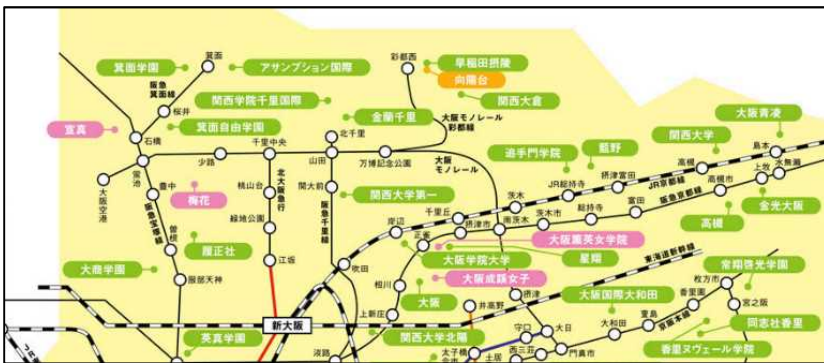 箕面
彩都西
早稲田摂陵
向陽台
箕面学園
アサンプション国際
阪急
箕面線
関西学院千里国際
関西大倉
大阪青凌
桜井
金蘭千里
大阪モノレール
彩都線
宣真
箕面自由学園
北千里
関西大学
石橋
千里中央
大阪
モノレール
追手門学院
藍野
高槻
島本
少路
山田
万博記念公園
上牧
水無瀬
蛍池
大阪空港
豊中
桃山台
北大阪急行
関大前
阪急千里線
関西大学第一
茨木
JR総持寺
摂津富田
JR京都線
高槻市
梅花
千里丘
阪急京都線
金光大阪
阪急宝塚線
緑地公園
岸辺
摂津市
南茨木
茨木市
総持寺
富田
高槻
曽根
履正社
正雀
大阪薫英女学院
大商学園
江坂
大阪学院大学
星翔
東海道新幹線
常翔啓光学園
服部天神
吹田
相川
大阪成蹊女子
枚方市
大阪
摂津
大阪国際大和田
香里園
宮之阪
新大阪
上新庄
井高野
萱島
京阪本線
同志社香里
英真学園
関西大学北陽
守口
大日
大和田
香里ヌヴェール学院
淡路
太子橋
土居
西三荘
門真市